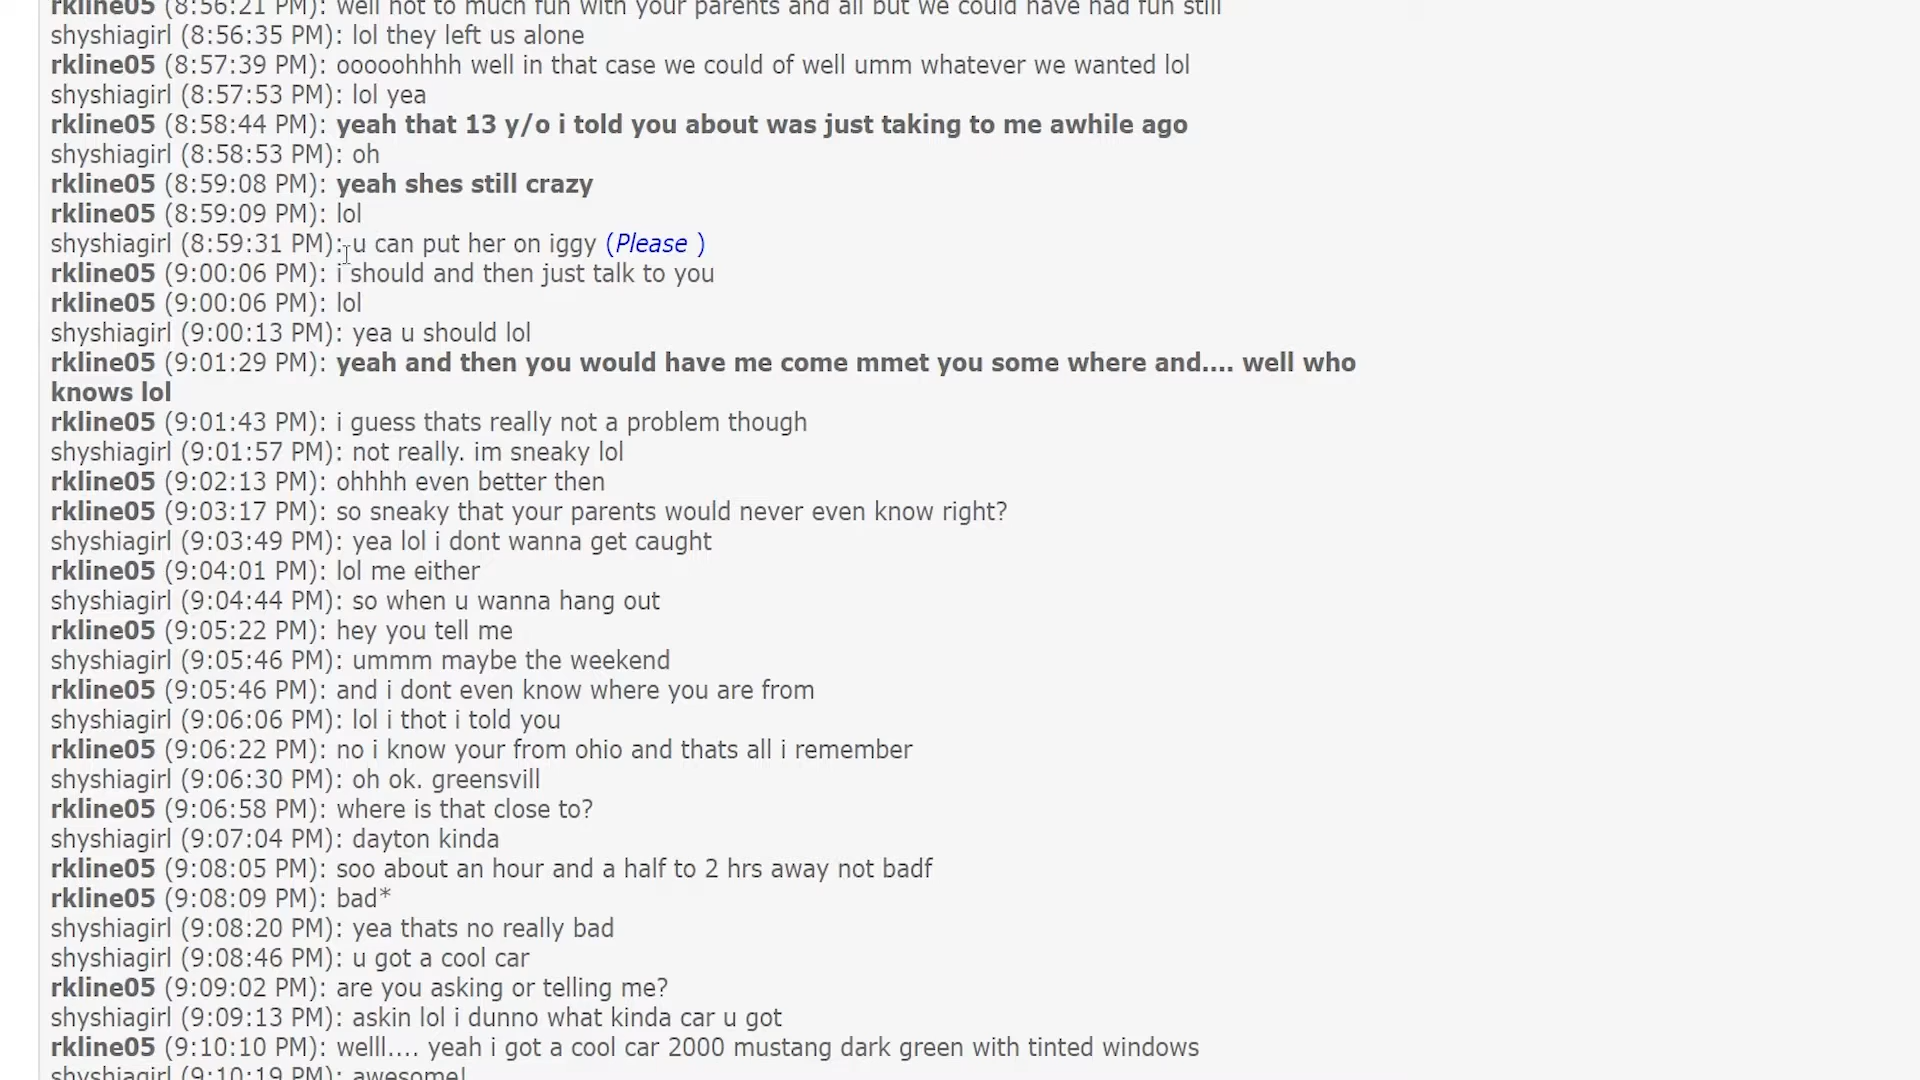 rkline05 (8:56:21 PM): well not to much fun with your parents and all but we could have had fun still
shyshiagirl (8:56:35 PM): lol they left us alone
rkline05 (8:57:39 PM): ooooohhhh well in that case we could of well umm whatever we wanted lol
shyshiagirl (8:57:53 PM): lol yea
rkline05 (8:58:44 PM): yeah that 13 y/o i told you about was just taking to me awhile ago
shyshiagirl (8:58:53 PM): oh
rkline05 (8:59:08 PM): yeah shes still crazy
rkline05 (8:59:09 PM): lol
shyshiagirl (8:59:31 PM): u can put her on iggy (Please )
rkline05 (9:00:06 PM): i should and then just talk to you
rkline05 (9:00:06 PM): lol
shyshiagirl (9:00:13 PM): yea u should lol
rkline05 (9:01:29 PM): yeah and then you would have me come mmet you some where and.... well who
knows lol
rkline05 (9:01:43 PM): i guess thats really not a problem though
shyshiagirl (9:01:57 PM): not really. im sneaky lol
rkline05 (9:02:13 PM): ohhhh even better then
rkline05 (9:03:17 PM): so sneaky that your parents would never even know right?
shyshiagirl (9:03:49 PM): yea lol i dont wanna get caught
rkline05 (9:04:01 PM): lol me either
shyshiagirl (9:04:44 PM): so when u wanna hang out
rkline05 (9:05:22 PM): hey you tell me
shyshiagirl (9:05:46 PM): ummm maybe the weekend
rkline05 (9:05:46 PM): and i dont even know where you are from
shyshiagirl (9:06:06 PM): lol i thot i told you
rkline05 (9:06:22 PM): no i know your from ohio and thats all i remember
shyshiagirl (9:06:30 PM): oh ok. greensvill
rkline05 (9:06:58 PM): where is that close to?
shyshiagirl (9:07:04 PM): dayton kinda
rkline05 (9:08:05 PM): soo about an hour and a half to 2 hrs away not badf
rkline05 (9:08:09 PM): bad*
shyshiagirl (9:08:20 PM): yea thats no really bad
shyshiagirl (9:08:46 PM): u got a cool car
rkline05 (9:09:02 PM): are you asking or telling me?
shyshiagirl (9:09:13 PM): askin lol i dunno what kinda car u got
rkline05 (9:10:10 PM): welll.... yeah i got a cool car 2000 mustang dark green with tinted windows
shyshiagirl (9:10:19 PM): awesome!